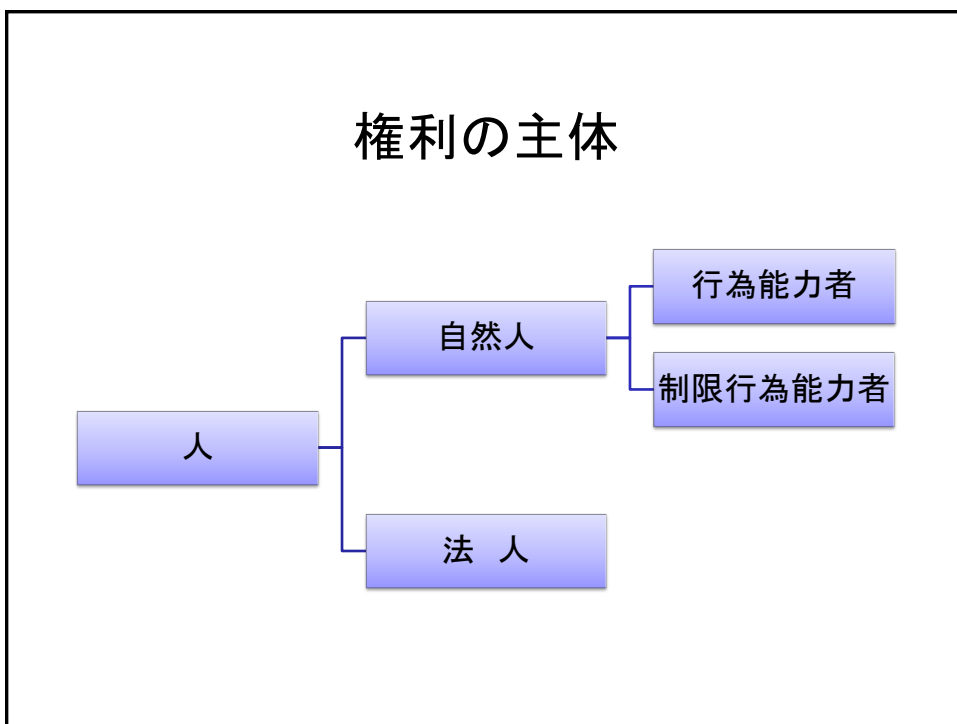 権利の主体
人
自然人
行為能力者
制限行為能力者
法　人